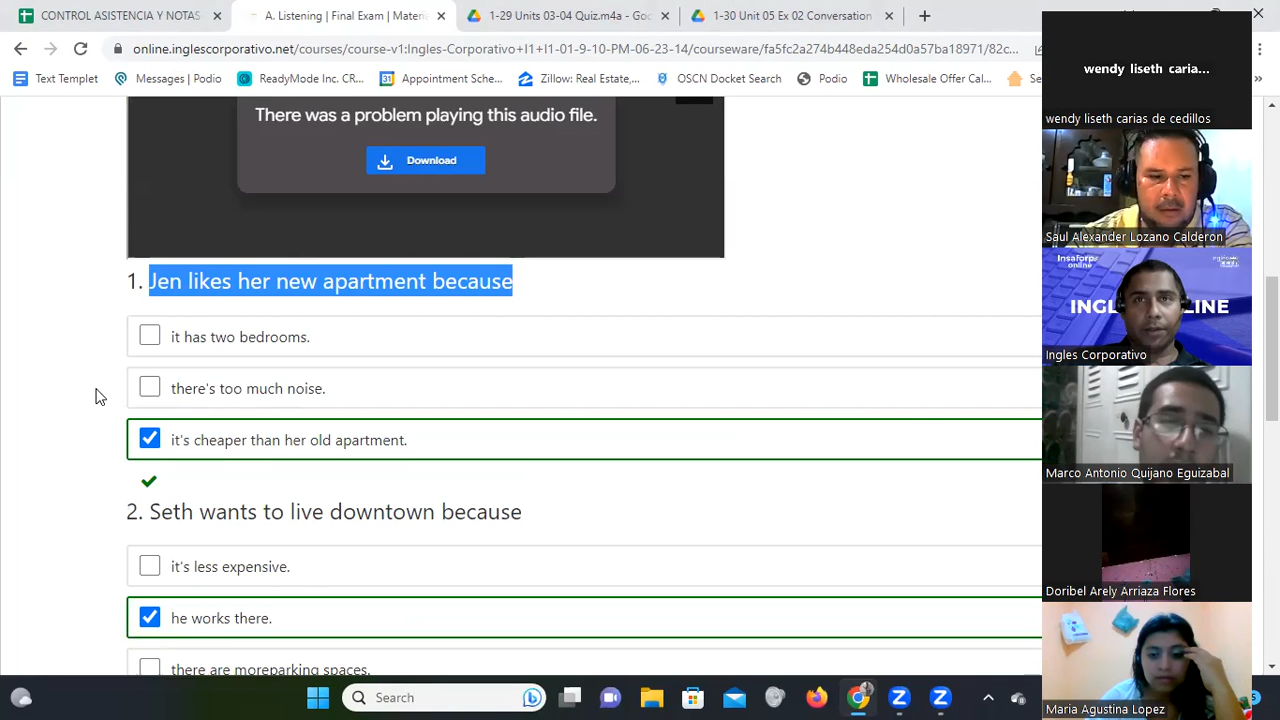 CONTROL ASISTENCIA Y NOTAS
A. Listening | Examen | Mater
1-20 Units 03-04 Quiz.m4a - Go
1-30 Unit 05 Ex 02 Conversation
online.inglescorporativo.net/courses/course-v1:Ingles-Corporativo+I1+I1-01-9-10-PM-06-23-14/courseware/fa5fc2a274b448eda254d0a57ba18971/82c...
Text Templet
Messages | Podio
ReadyMode Inc. CR...
Appointment Sche...
Zillow: Real Estate,...
OSCN Docket Search
Podio
Wholesale Offer Cal...
There was a problem playing this audio file.
Download
1. Jen likes her new apartment because
it has two bedrooms.
there's too much noise.
it's cheaper than her old apartment.
2. Seth wants to live downtown because
it's less expensive.
he works there.
there are moreparking spaces.
Search
wendy liseth caria...
wendy liseth carias de cedillos
Saul Alexander Lozano Calderon
Insaforp
online
Ingles Corporativo
Marco Antonio Quijano Eguizabal
Doribel Arely Arriaza Flores
Maria Agustina Lopez